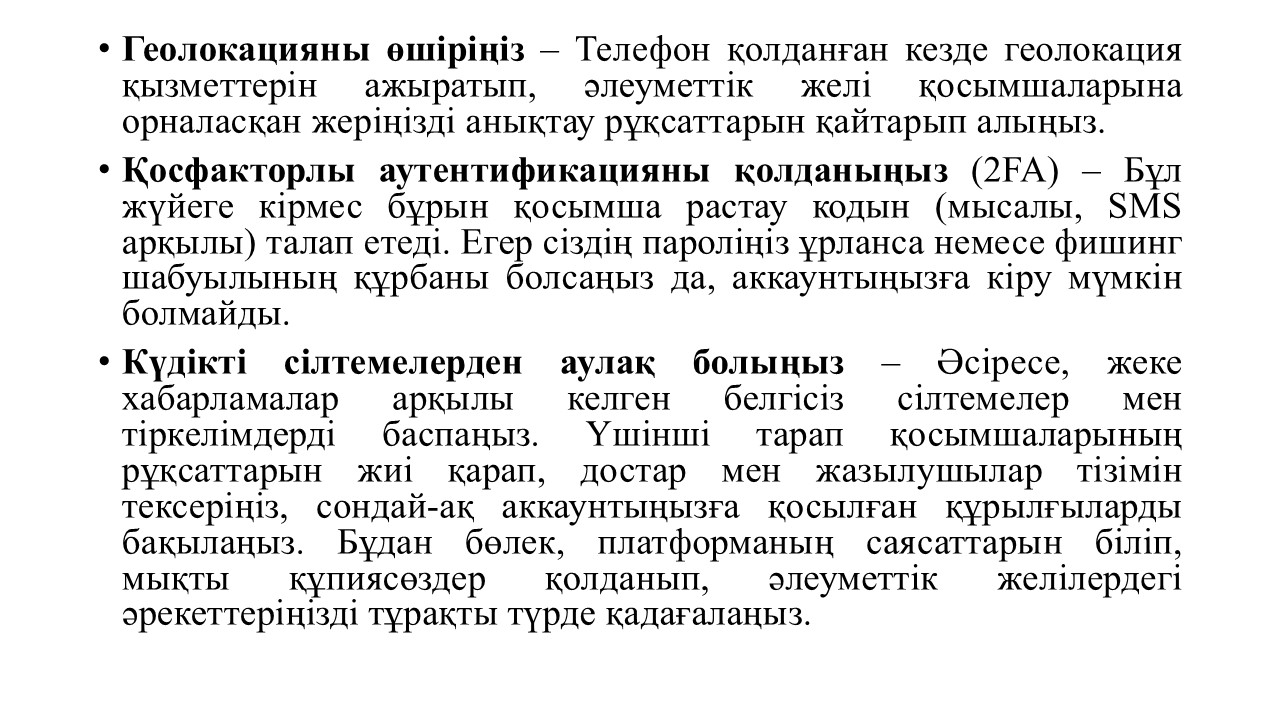 • Геолокацияны өшіріңіз – Телефон қолданған кезде геолокация
қызметтерін ажыратып, әлеуметтік желі қосымшаларына
орналасқан жеріңізді анықтау рұқсаттарын қайтарып алыңыз.
• Қосфакторлы аутентификацияны қолданыңыз (2FA) – Бұл
жүйеге кірмес бұрын қосымша растау кодын (мысалы, SMS
арқылы) талап етеді. Егер сіздің пароліңіз ұрланса немесе фишинг
шабуылының құрбаны болсаңыз да, аккаунтыңызға кіру мүмкін
болмайды.
• Күдікті сілтемелерден аулақ болыңыз – Әсіресе, жеке
хабарламалар арқылы келген белгісіз сілтемелер мен
тіркелімдерді баспаңыз. Үшінші тарап қосымшаларының
рұқсаттарын жиі қарап, достар мен жазылушылар тізімін
тексеріңіз, сондай-ақ аккаунтыңызға қосылған құрылғыларды
бақылаңыз. Бұдан бөлек, платформаның саясаттарын біліп,
мықты құпиясөздер қолданып, әлеуметтік желілердегі
әрекеттеріңізді тұрақты түрде қадағалаңыз.